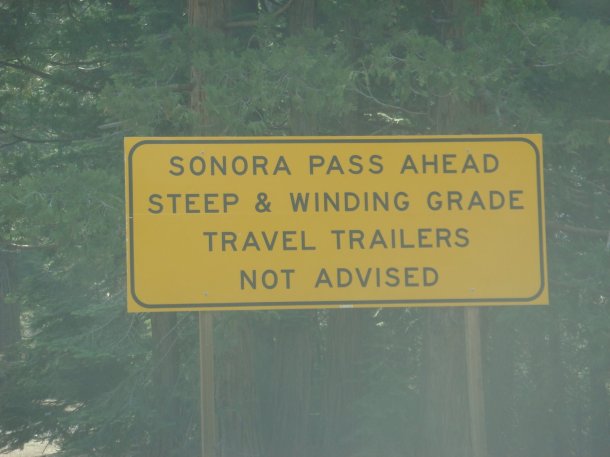 SONORA PASS AHEAD
STEEP & WINDING GRADE
TRAVEL TRAILERS
NOT ADVISED